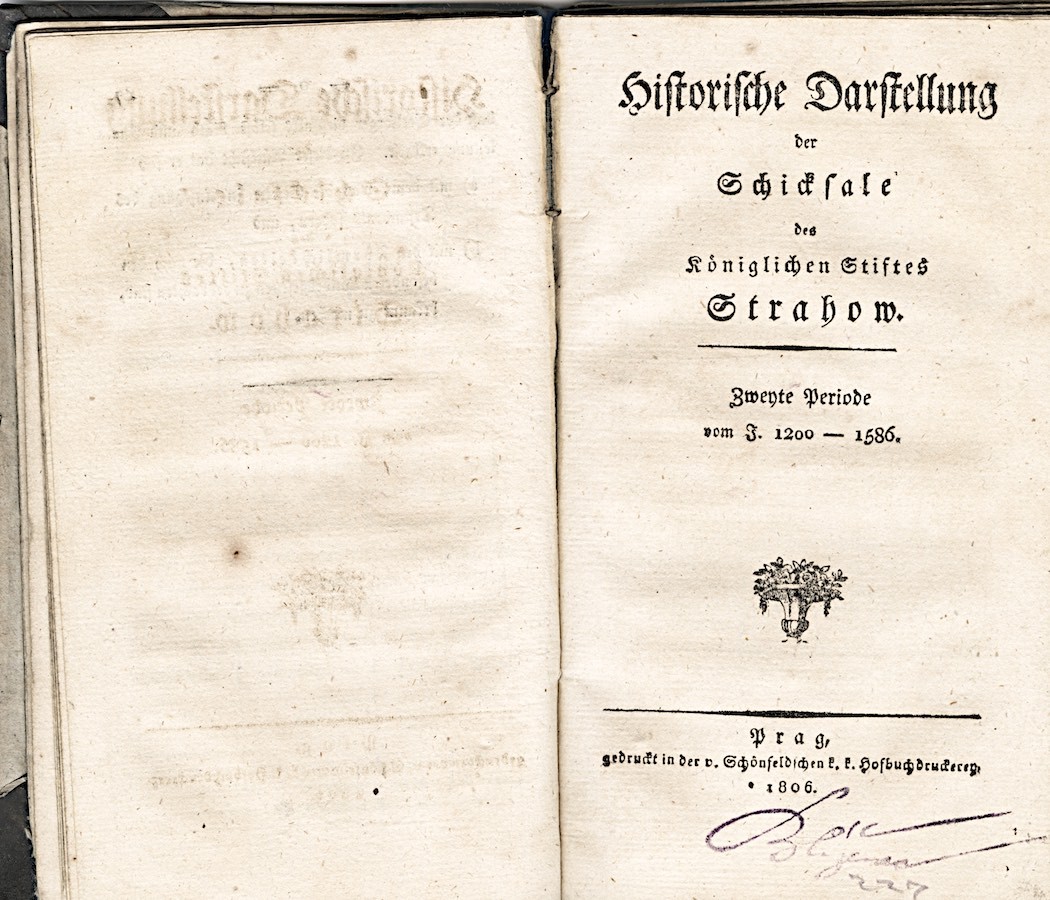 Historische Darstellung
der
Schicksale
des
Königlichen Stiftes
Strahow.
Zweyte Periode
vom J. 1200 — 1586.
Prag,
gedruckt in der v. Schönfeldschen k. k. Hofbuchdruckerey,
1806.